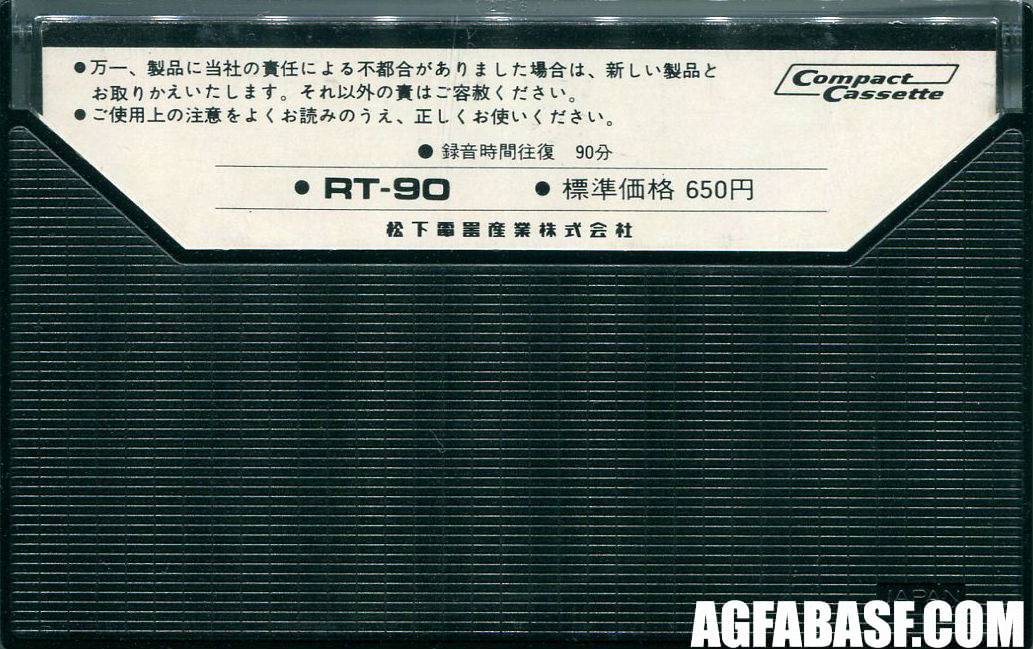 ●万一、製品に当社の責任による不都合がありました場合は、新しい製品と
お取りかえいたします。それ以外の責はご容赦ください。
●ご使用上の注意をよくお読みのうえ、正しくお使いください。
Compact
Cassette
●録音時間往復 90分
●RT-90 ●標準価格 650円
松下電器産業株式会社
JAPAN
AGFABASF.COM